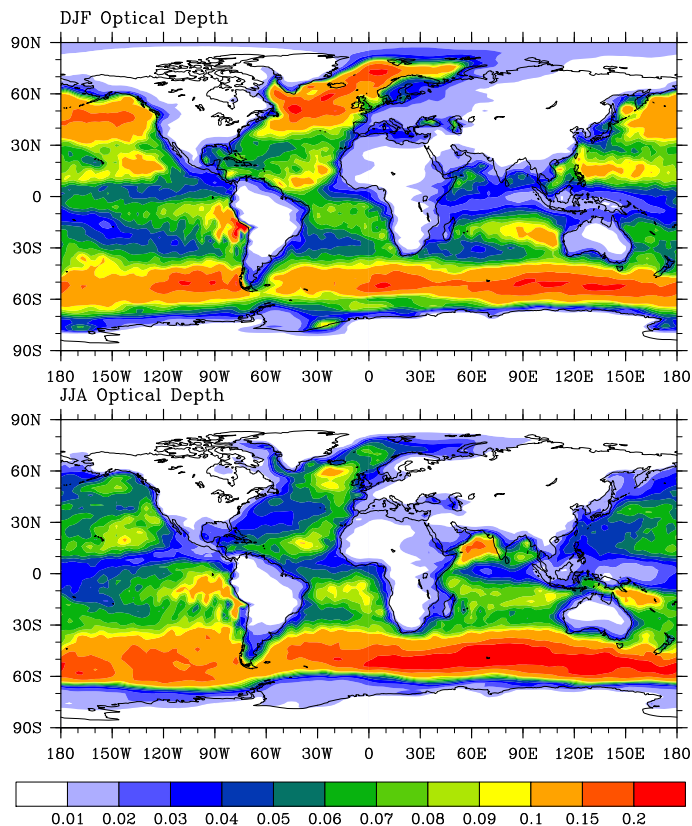 DJF Optical Depth
90N
60N
30N
0
30S
60S
90S
180 150W 120W 90W 60W 30W 0 30E 60E 90E 120E 150E 180
JJA Optical Depth
90N
60N
30N
0
30S
60S
90S
180 150W 120W 90W 60W 30W 0 30E 60E 90E 120E 150E 180
0.01 0.02 0.03 0.04 0.05 0.06 0.07 0.08 0.09 0.1 0.15 0.2